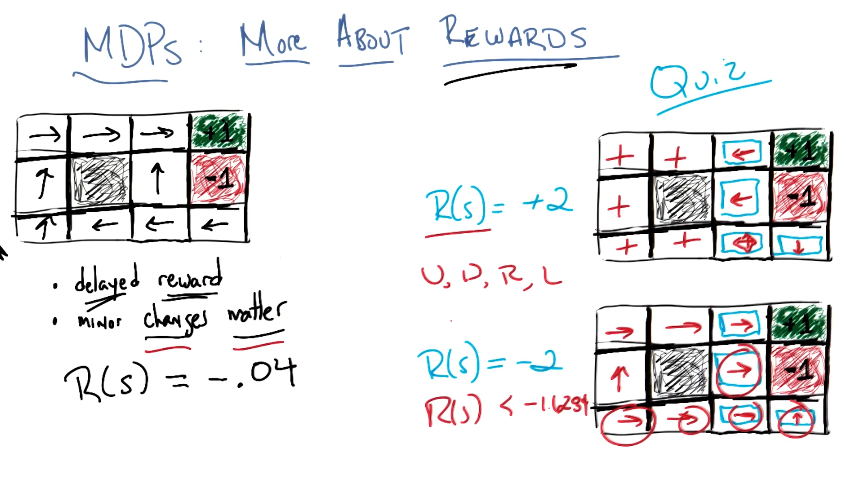 MDPs: More About Rewards
Quiz
→ → → +1
↑ ↑ -1
↑ ← ← ←
• delayed reward
• minor changes matter
R(s) = -.04
R(s) = +2
U, D, R, L
+ + ← +1
+ ← -1
+ + ↓
R(s) = -2
R(s) < -1.6284
→ → → +1
↑ → -1
→ → → ↑